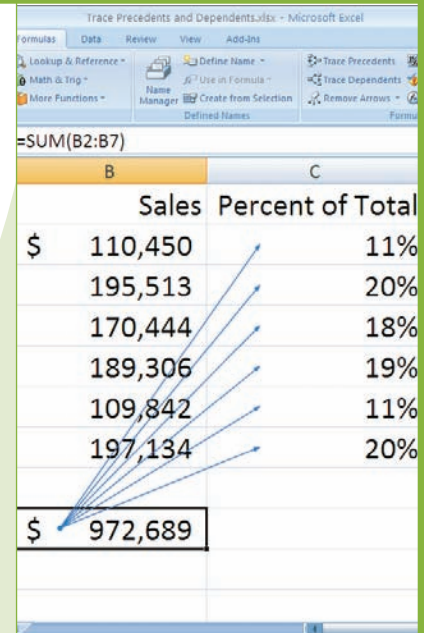 Trace Precedents and Dependents.xlsx - Microsoft Excel
Formulas Data Review View Add-Ins
Lookup & Reference Define Name Trace Precedents
Math & Trig Name Manager Use in Formula Trace Dependents
More Functions Create from Selection Remove Arrows
Defined Names Formu
=SUM(B2:B7)
B C
Sales Percent of Total
$ 110,450 11%
195,513 20%
170,444 18%
189,306 19%
109,842 11%
197,134 20%
$ 972,689